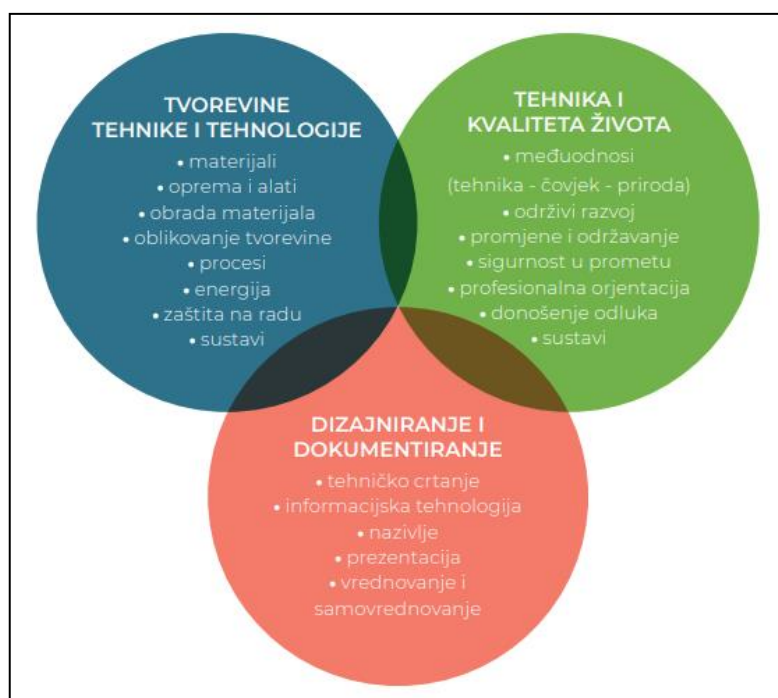 TVOREVINE
TEHNIKE I TEHNOLOGIJE
• materijali
• oprema i alati
• obrada materijala
• oblikovanje tvorevine
• procesi
• energija
• zaštita na radu
• sustavi
TEHNIKA I
KVALITETA ŽIVOTA
• međuodnosi
(tehnika - čovjek - priroda)
• održivi razvoj
• promjene i održavanje
• sigurnost u prometu
• profesionalna orjentacija
• donošenje odluka
• sustavi
DIZAJNIRANJE I
DOKUMENTIRANJE
• tehničko crtanje
• informacijska tehnologija
• nazivlje
• prezentacija
• vrednovanje i
samovrednovanje